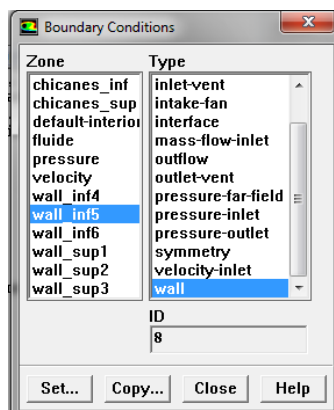 Boundary Conditions
Zone
chicanes_inf
chicanes_sup
default-interior
fluide
pressure
velocity
wall_inf4
wall_inf5
wall_inf6
wall_sup1
wall_sup2
wall_sup3
Type
inlet-vent
intake-fan
interface
mass-flow-inlet
outflow
outlet-vent
pressure-far-field
pressure-inlet
pressure-outlet
symmetry
velocity-inlet
wall
ID
8
Set...
Copy...
Close
Help